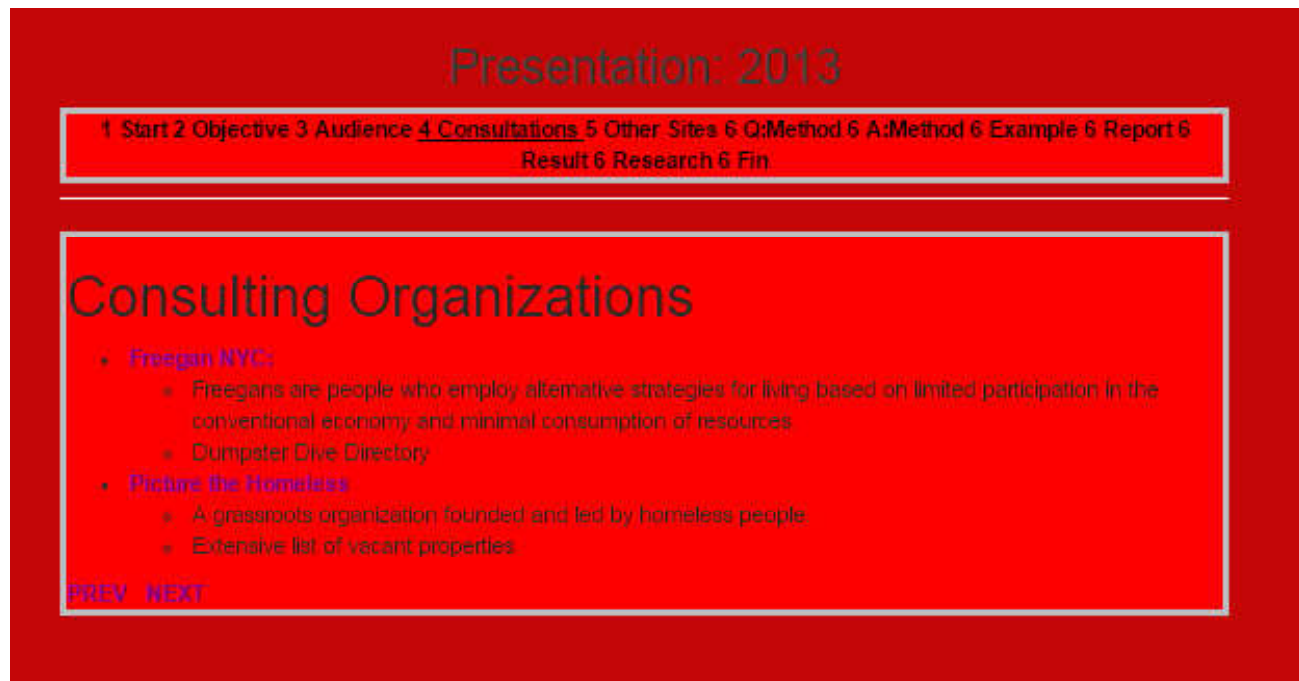 Presentation: 2013
1 Start 2 Objective 3 Audience 4 Consultations 5 Other Sites 6 Q:Method 6 A:Method 6 Example 6 Report 6
Result 6 Research 6 Fin
Consulting Organizations
Freegan NYC:
Freegans are people who employ alternative strategies for living based on limited participation in the
conventional economy and minimal consumption of resources
Dumpster Dive Directory
Picture the Homeless
A grassroots organization founded and led by homeless people
Extensive list of vacant properties
PREV NEXT